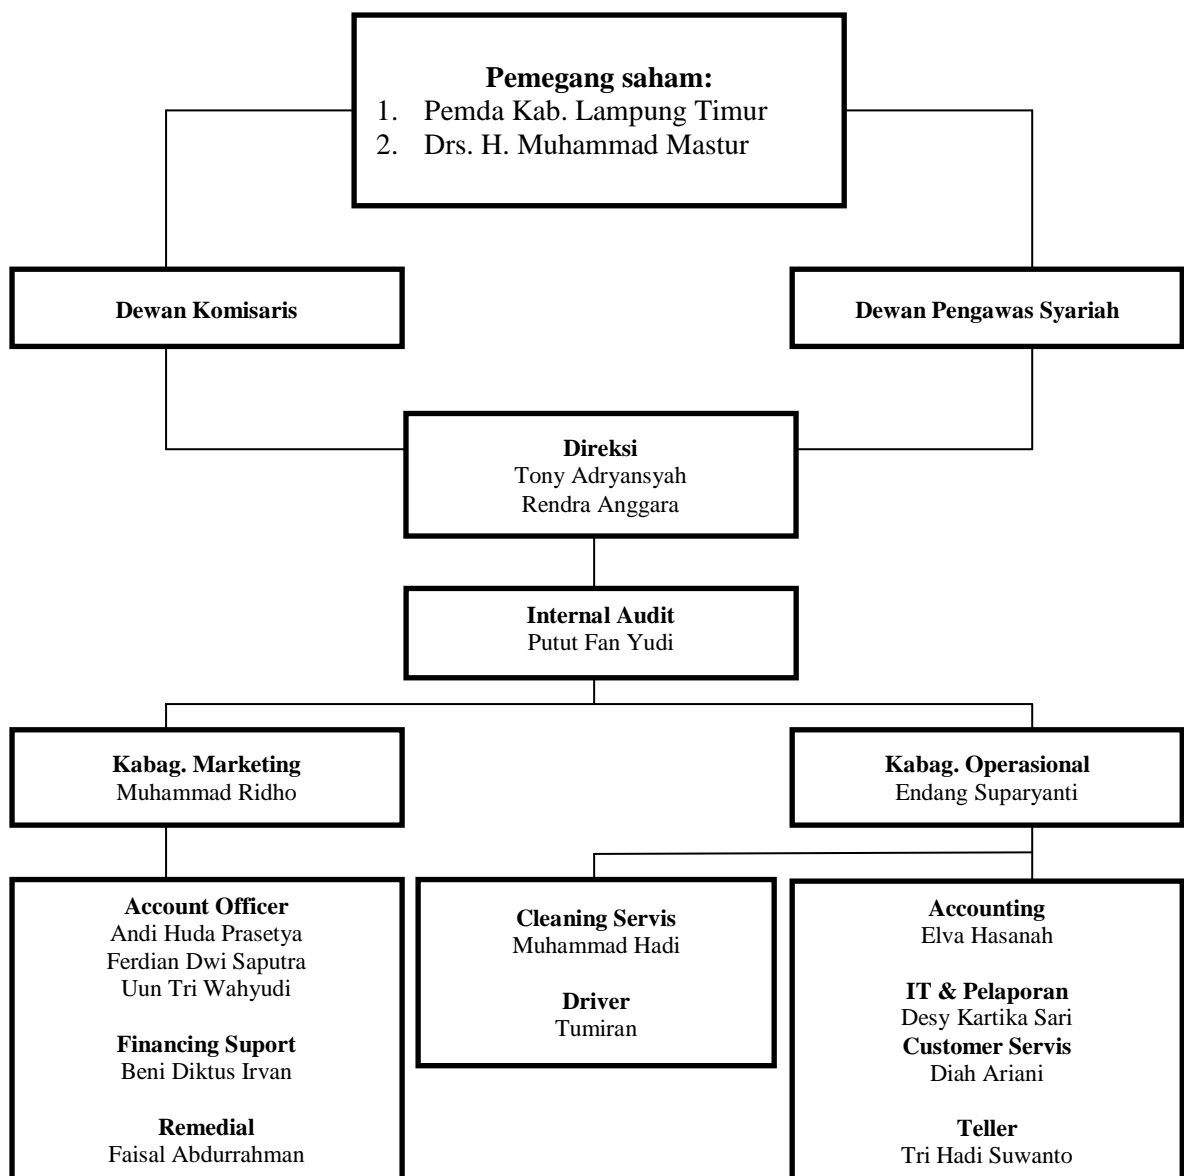 Pemegang saham:
1. Pemda Kab. Lampung Timur
2. Drs. H. Muhammad Mastur
Dewan Komisaris
Dewan Pengawas Syariah
Direksi
Tony Adryansyah
Rendra Anggara
Internal Audit
Putut Fan Yudi
Kabag. Marketing
Muhammad Ridho
Kabag. Operasional
Endang Suparyanti
Account Officer
Andi Huda Prasetya
Ferdian Dwi Saputra
Uun Tri Wahyudi
Financing Suport
Beni Diktus Irvan
Remedial
Faisal Abdurrahman
Cleaning Servis
Muhammad Hadi
Driver
Tumiran
Accounting
Elva Hasanah
IT & Pelaporan
Desy Kartika Sari
Customer Servis
Diah Ariani
Teller
Tri Hadi Suwanto